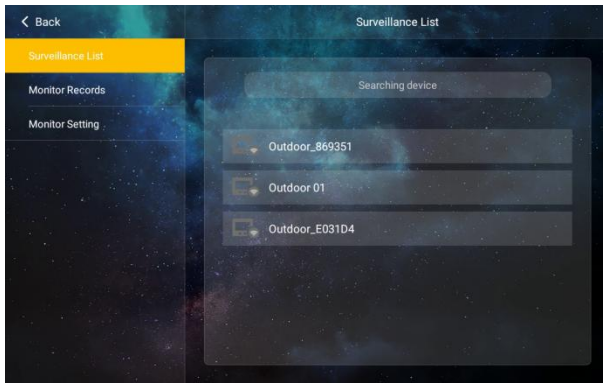 Back
Surveillance List
Surveillance List
Monitor Records
Monitor Setting
Searching device
Outdoor_869351
Outdoor 01
Outdoor_E031D4